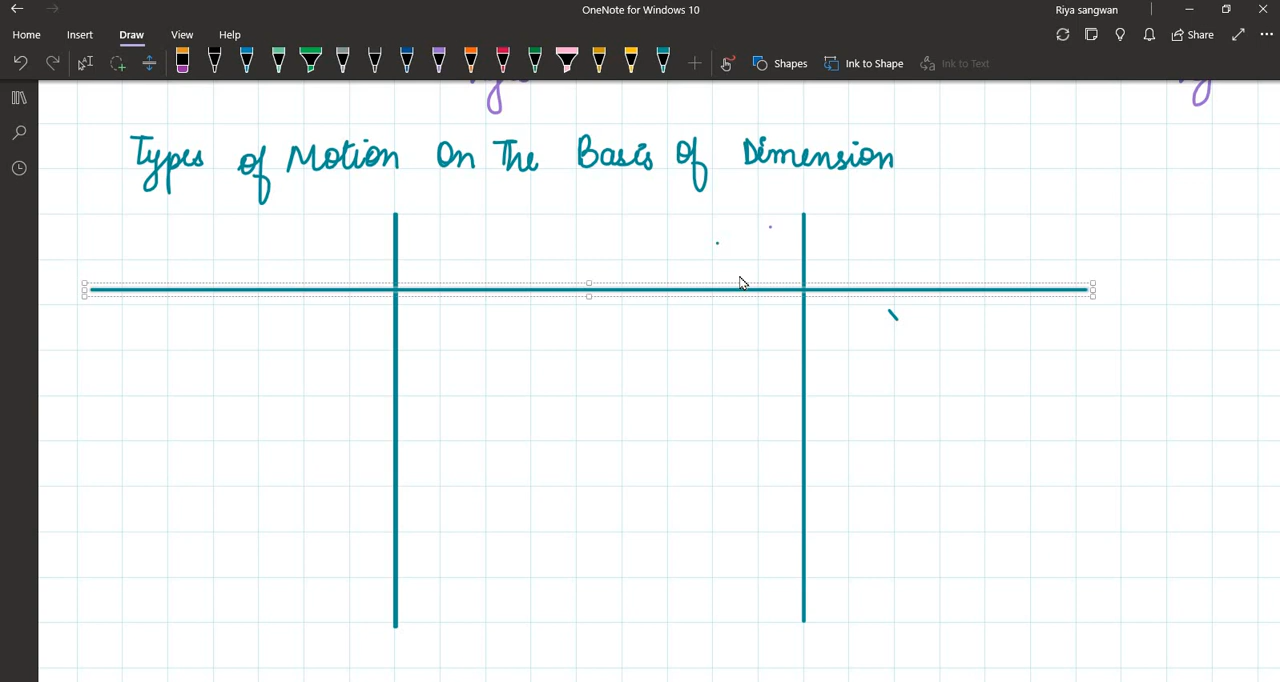 OneNote for Windows 10
Riya sangwan
Home Insert Draw View Help
Share
Shapes
Ink to Shape
Ink to Text
Types of Motion On The Basis Of Dimension